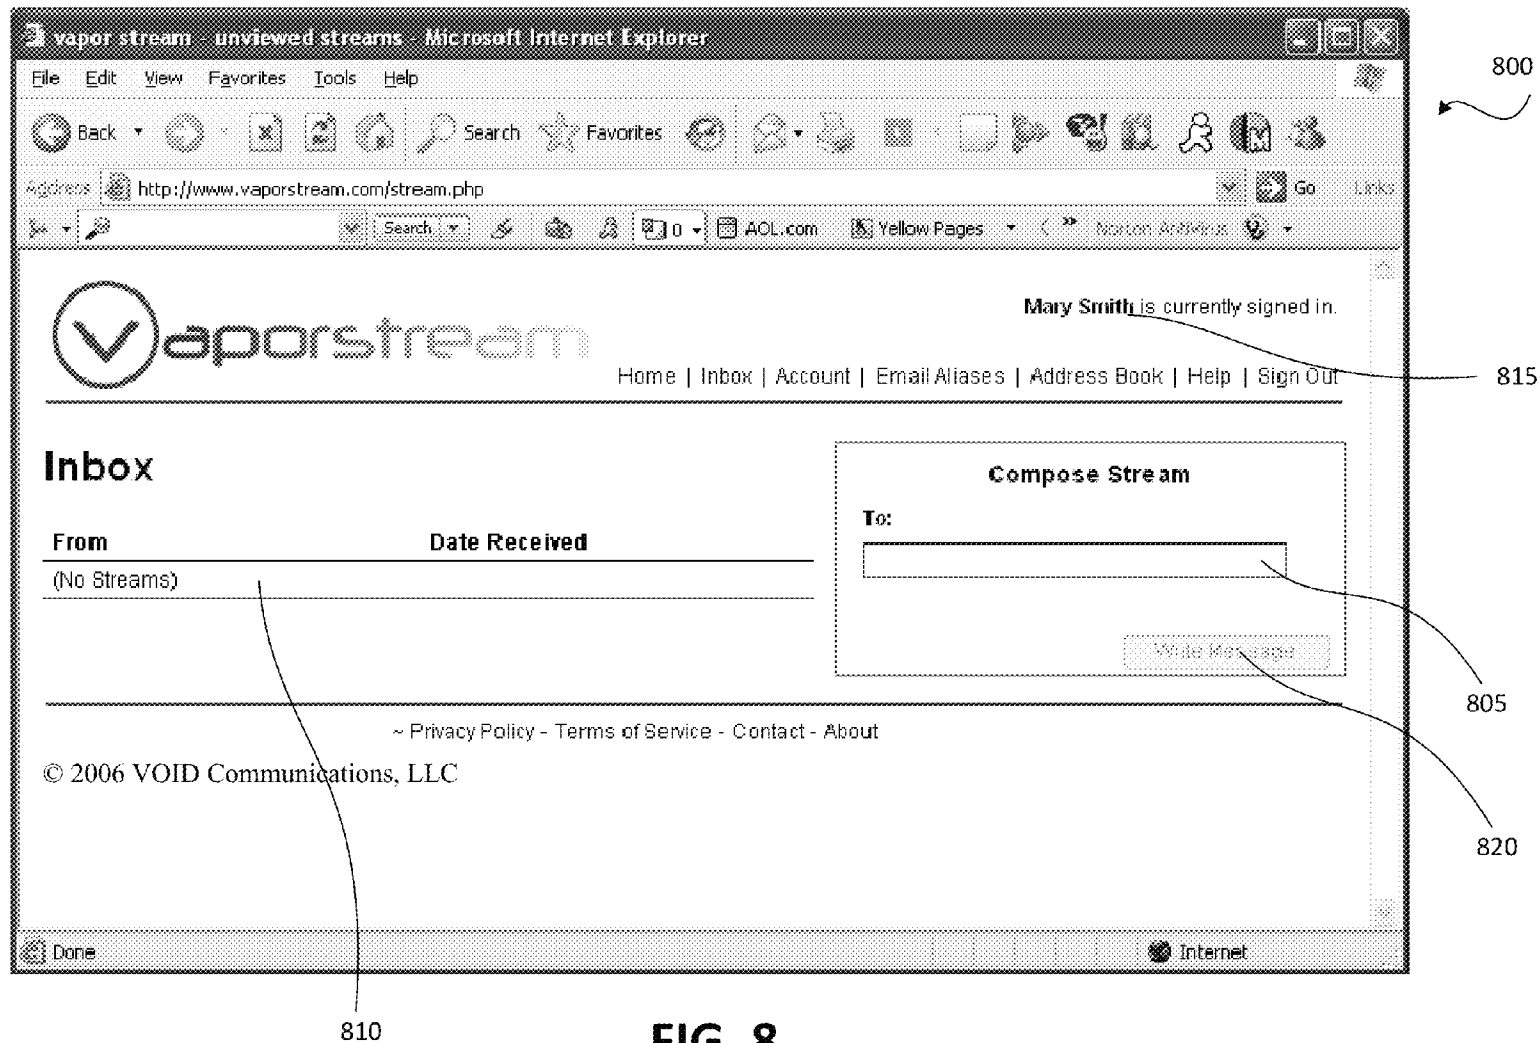 vapor stream - unviewed streams - Microsoft Internet Explorer
File Edit View Favorites Tools Help
800
Back Search Favorites
Address http://www.vaporstream.com/stream.php Go Links
Search 0 AOL.com Yellow Pages Norton AntiVirus
Mary Smith is currently signed in.
Vaporstream
Home | Inbox | Account | Email Aliases | Address Book | Help | Sign Out
815
Inbox
Compose Stream
To:
From Date Received
(No Streams)
Write Message
805
~ Privacy Policy - Terms of Service - Contact - About
© 2006 VOID Communications, LLC
820
Done Internet
810
FIG. 8